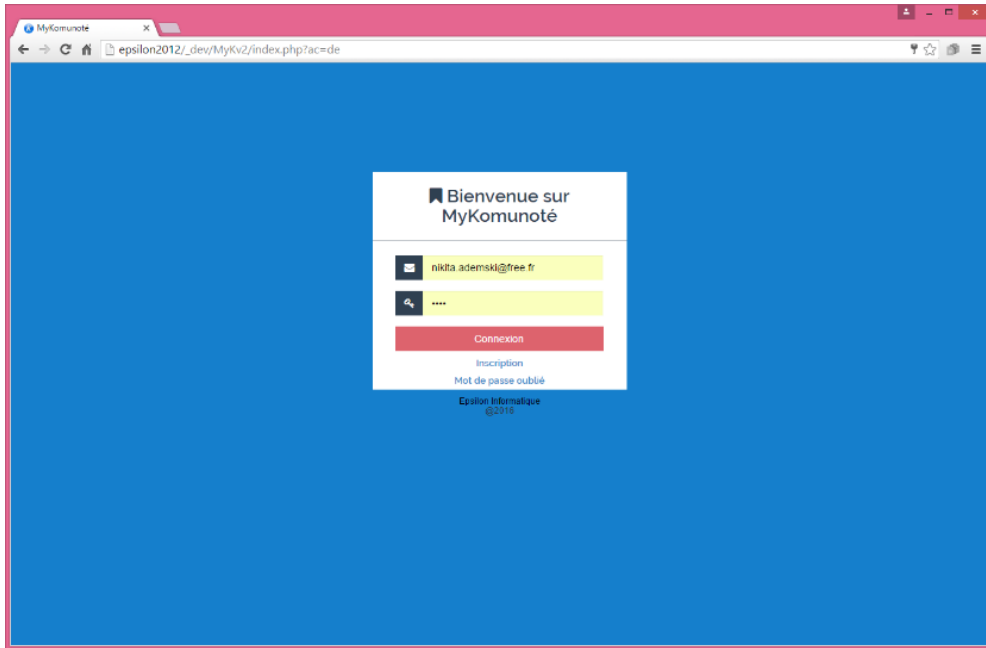 MyKomunoté
epsilon2012/_dev/MyKv2/index.php?ac=de
Bienvenue sur
MyKomunoté
nikita.ademski@free.fr
••••
Connexion
Inscription
Mot de passe oublié
Epsilon Informatique
@2016